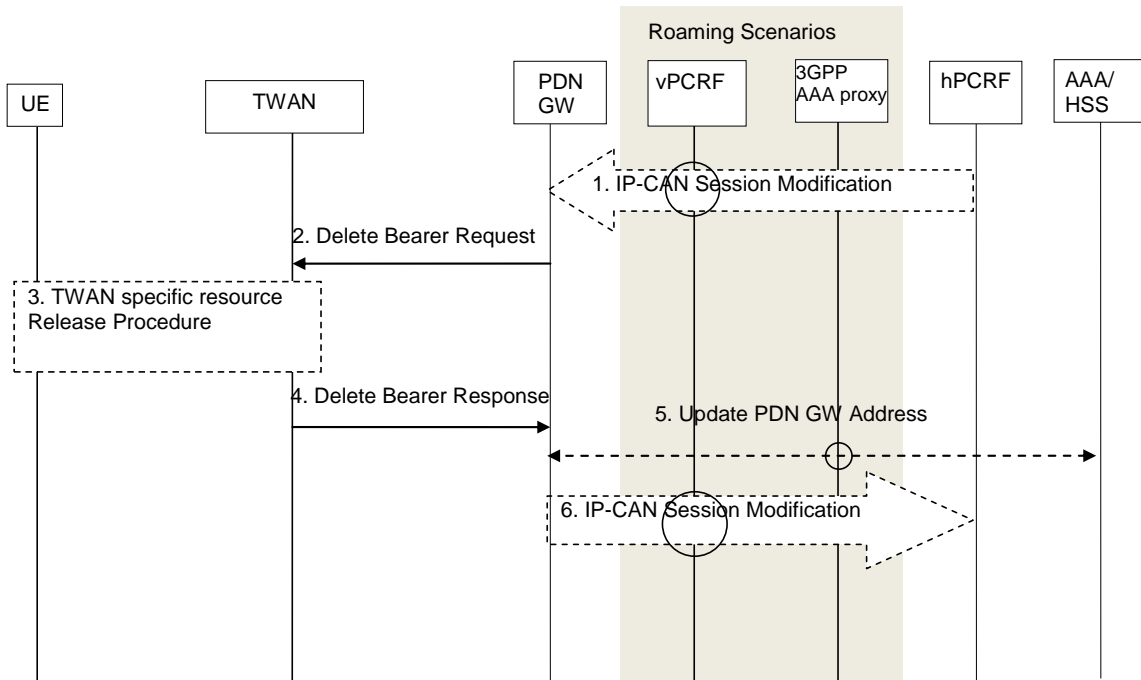 Roaming Scenarios
UE
TWAN
PDN
GW
vPCRF
3GPP
AAA proxy
hPCRF
AAA/
HSS
1. IP-CAN Session Modification
2. Delete Bearer Request
3. TWAN specific resource
Release Procedure
4. Delete Bearer Response
5. Update PDN GW Address
6. IP-CAN Session Modification